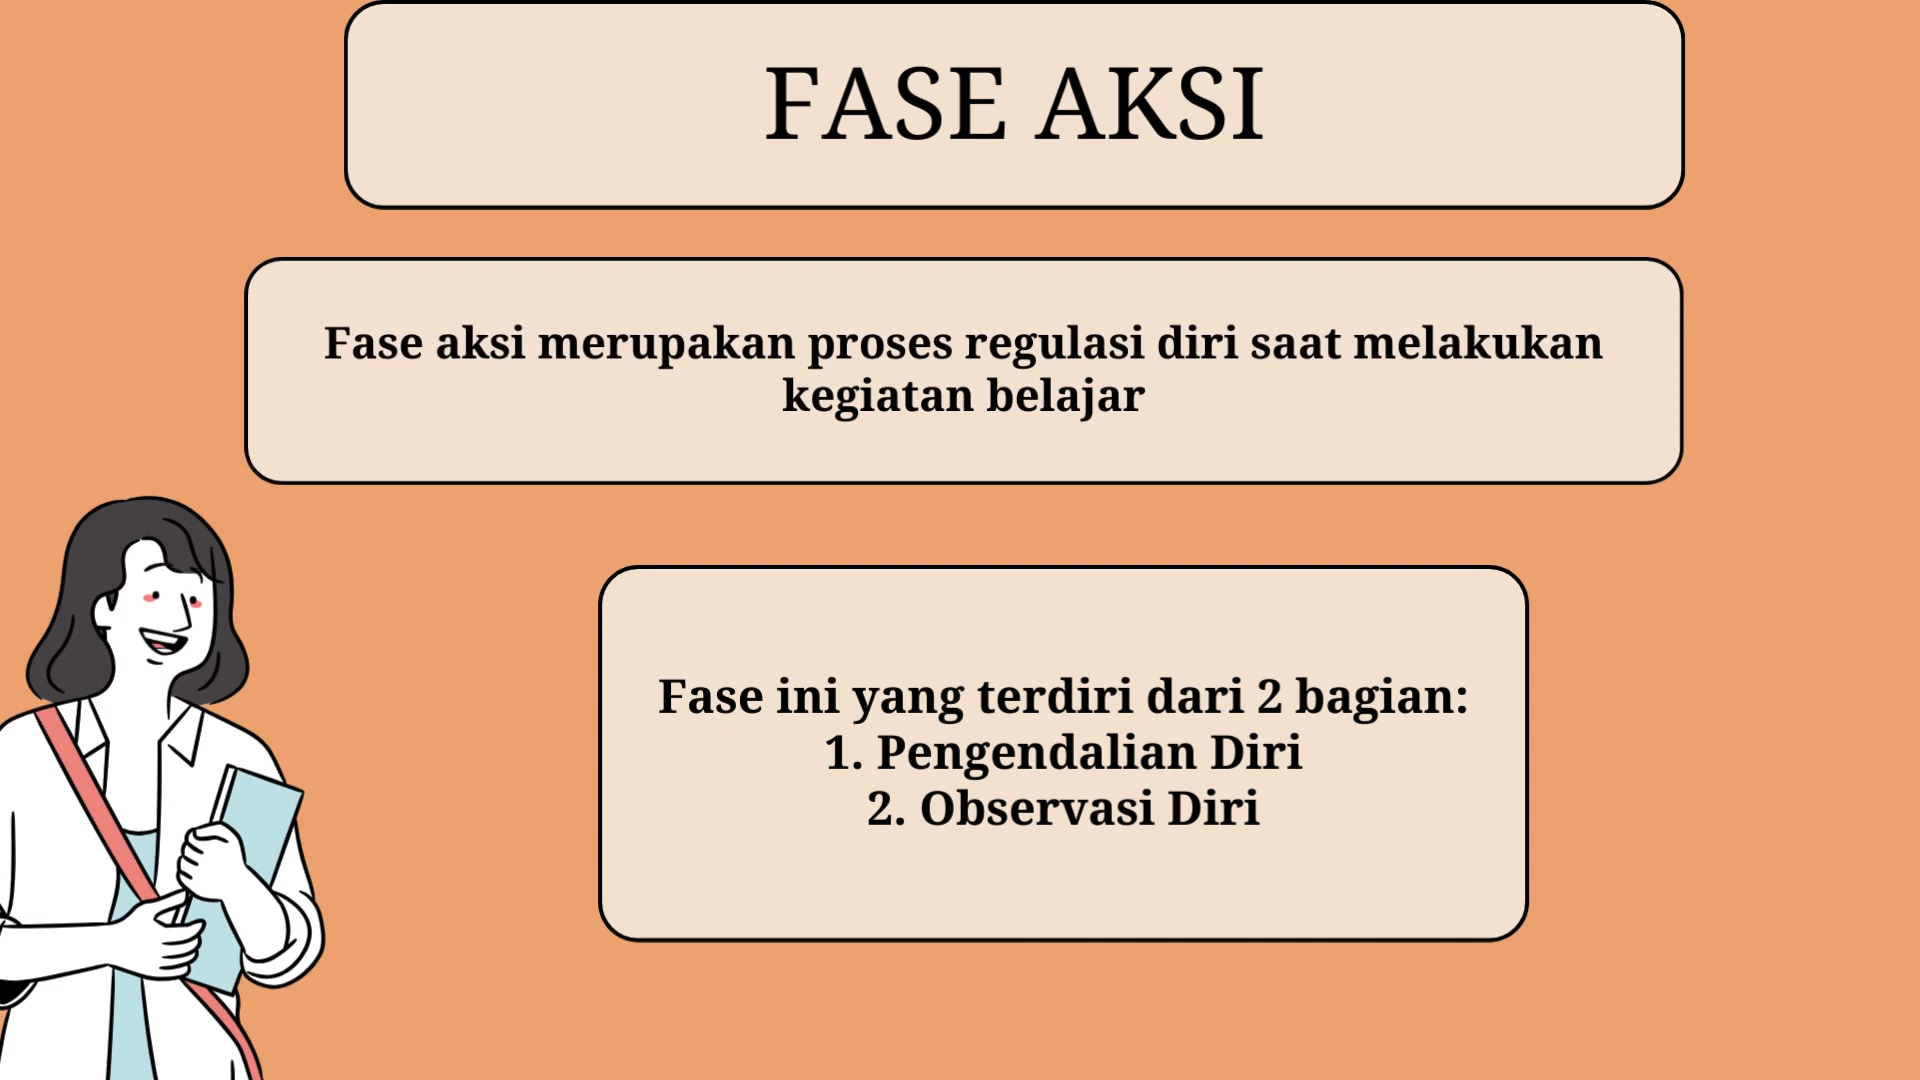 FASE AKSI
Fase aksi merupakan proses regulasi diri saat melakukan
kegiatan belajar
Fase ini yang terdiri dari 2 bagian:
1. Pengendalian Diri
2. Observasi Diri